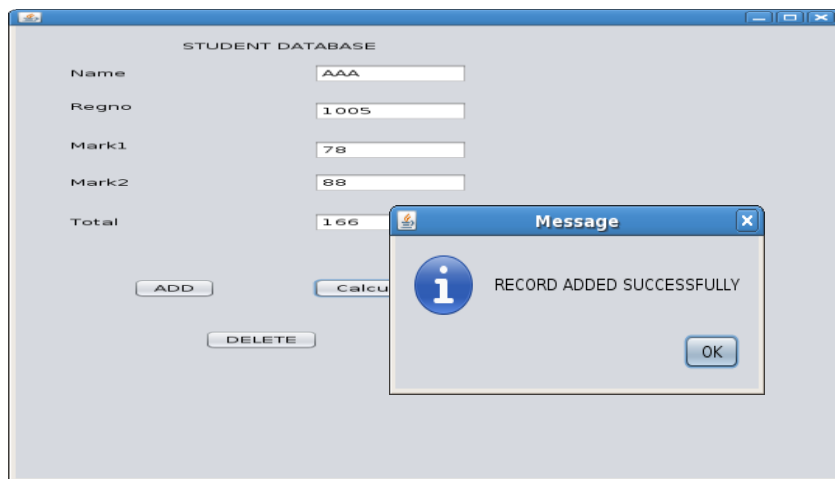 STUDENT DATABASE
Name AAA
Regno 1005
Mark1 78
Mark2 88
Total 166
Message
RECORD ADDED SUCCESSFULLY
ADD Calcu
DELETE
OK